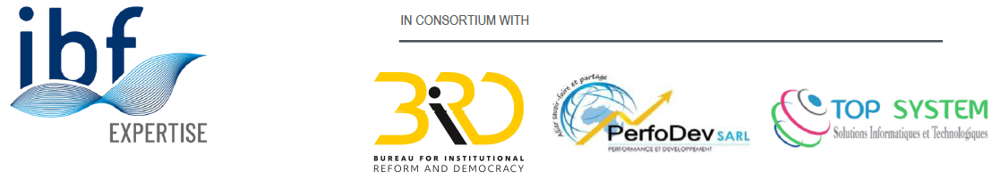 ibf
EXPERTISE
IN CONSORTIUM WITH
BiRD
BUREAU FOR INSTITUTIONAL
REFORM AND DEMOCRACY
Allier savoir-faire et partage
PerfoDev SARL
PERFORMANCE ET DEVELOPPEMENT
TOP SYSTEM
Solutions Informatiques et Technologiques